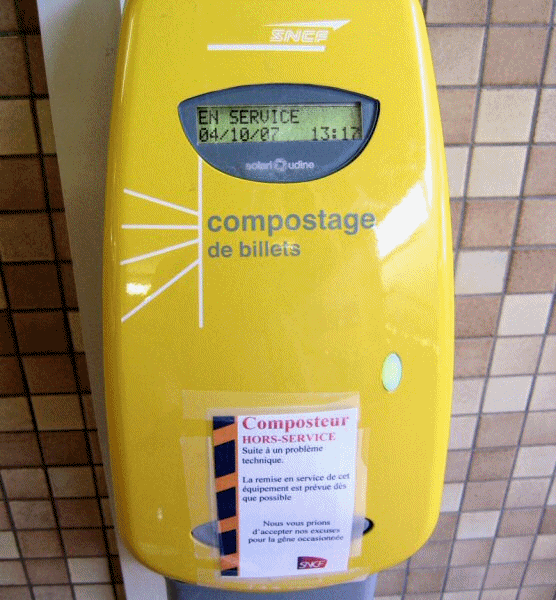 SNCF
EN SERVICE
04/10/07 13:17
solari udine
compostage
de billets
Composteur
HORS-SERVICE
Suite à un problème
technique.
La remise en service de cet
équipement est prévue dès
que possible
Nous vous prions
d'accepter nos excuses
pour la gêne occasionnée
SNCF